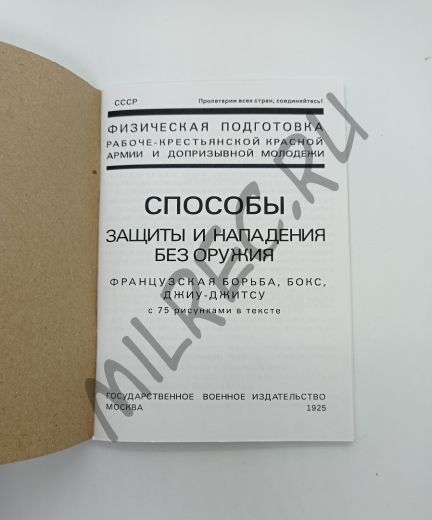 СССР Пролетарии всех стран, соединяйтесь!
ФИЗИЧЕСКАЯ ПОДГОТОВКА
РАБОЧЕ-КРЕСТЬЯНСКОЙ КРАСНОЙ
АРМИИ И ДОПРИЗЫВНОЙ МОЛОДЕЖИ
СПОСОБЫ
ЗАЩИТЫ И НАПАДЕНИЯ
БЕЗ ОРУЖИЯ
ФРАНЦУЗСКАЯ БОРЬБА, БОКС,
ДЖИУ-ДЖИТСУ
с 75 рисунками в тексте
ГОСУДАРСТВЕННОЕ ВОЕННОЕ ИЗДАТЕЛЬСТВО
МОСКВА 1925
MILREC.RU